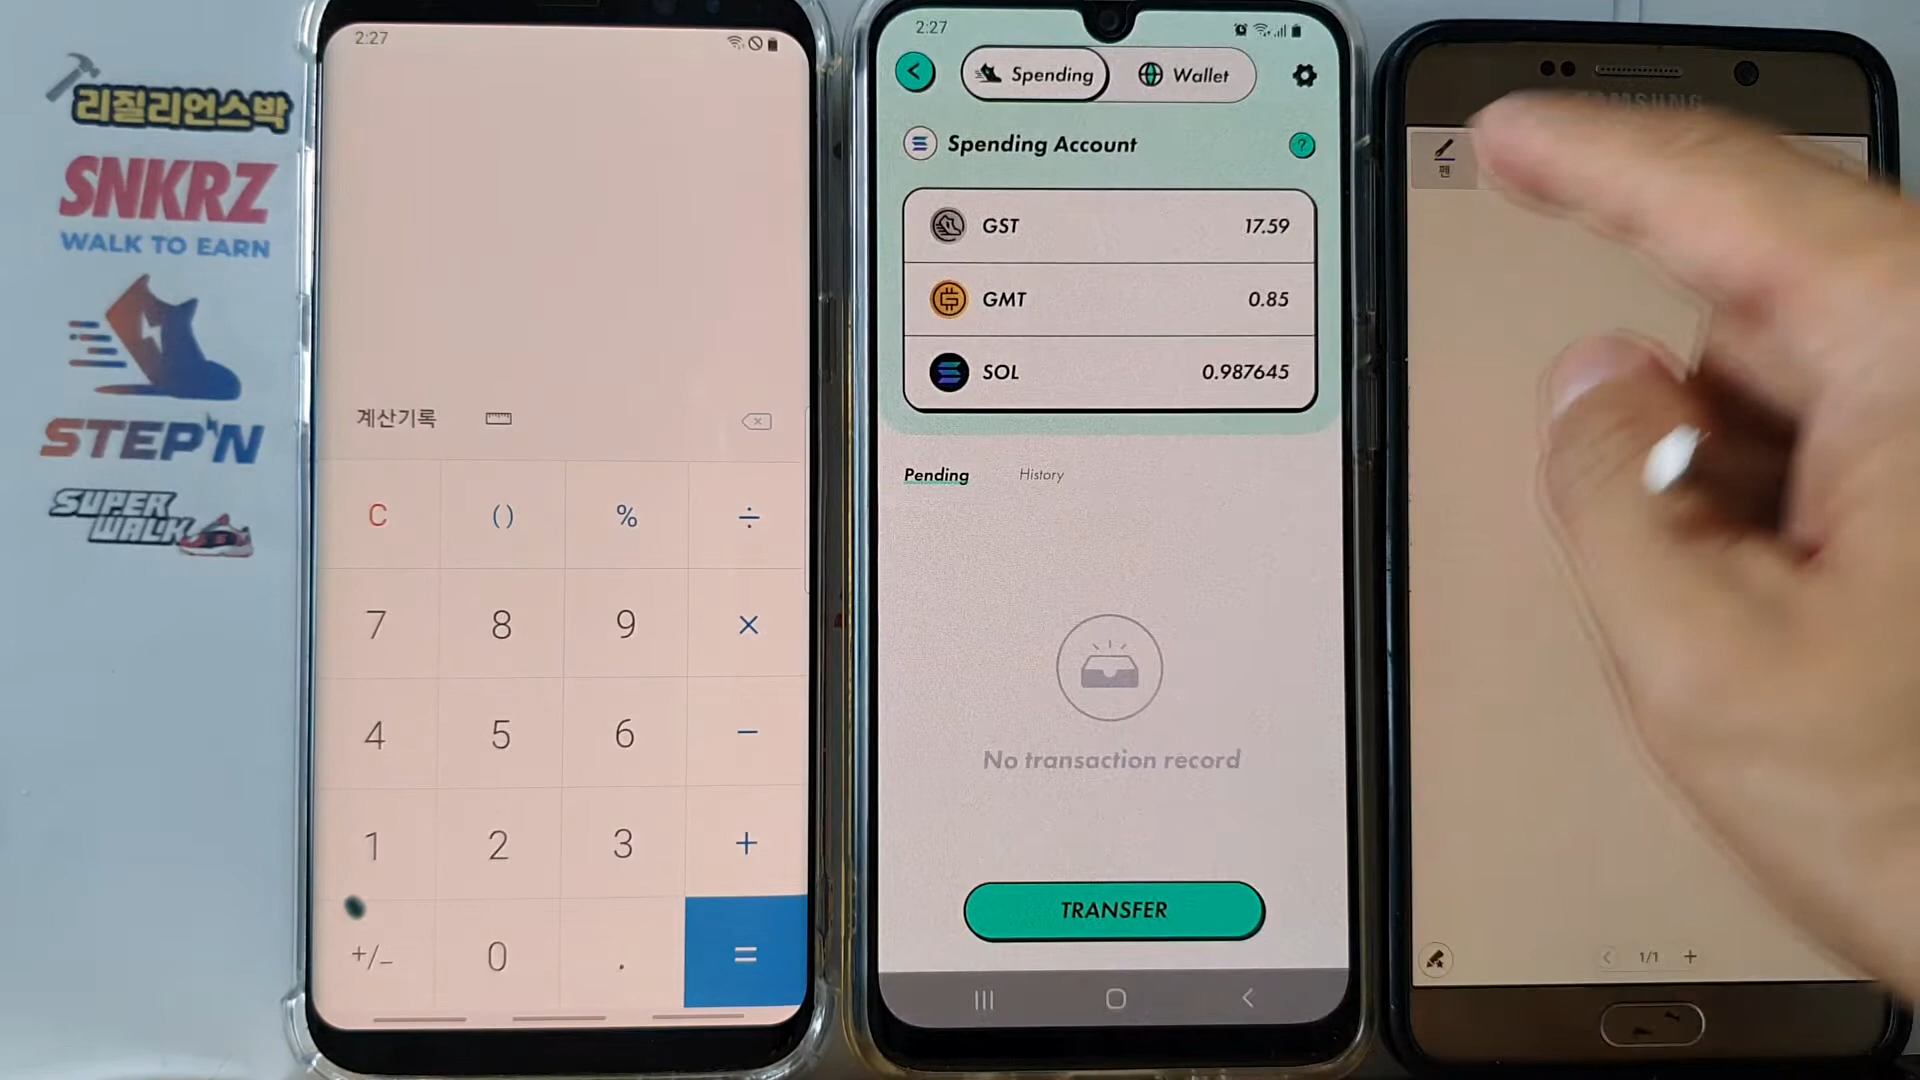 리질리언스박
SNKRZ
WALK TO EARN
STEP'N
SUPER
WALK
2:27
계산기록
C
()
%
÷
7
8
9
×
4
5
6
−
1
2
3
+
+/−
0
.
=
2:27
Spending
Wallet
Spending Account
?
GST
17.59
GMT
0.85
SOL
0.987645
Pending
History
No transaction record
TRANSFER
SAMSUNG
펜
1/1
+